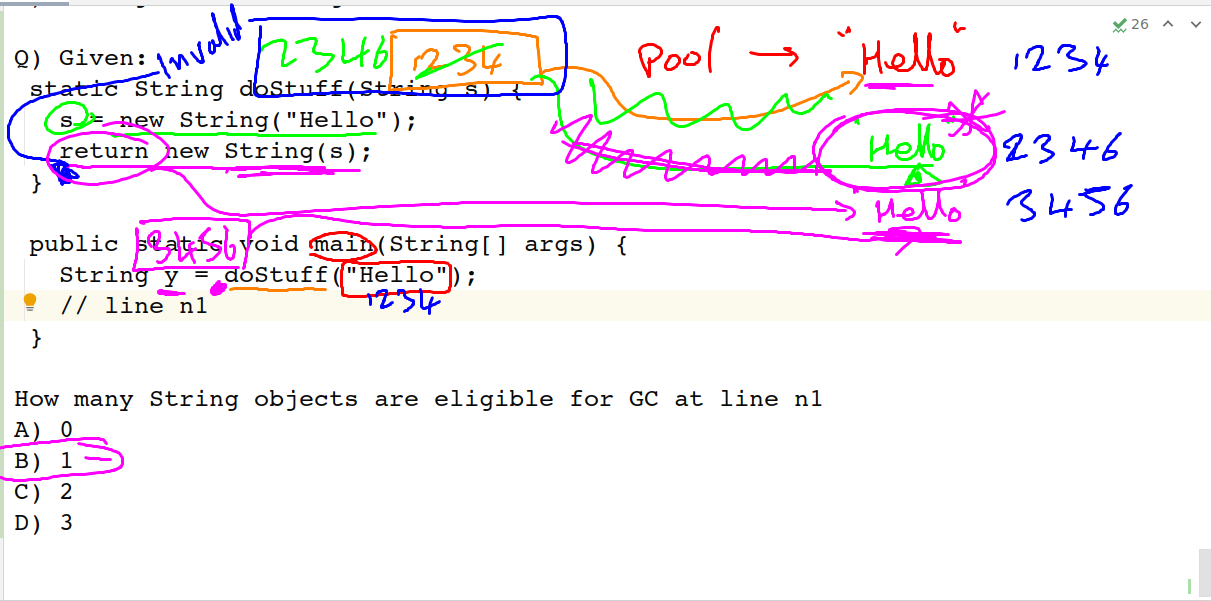 26
Invalid 2346 1234 Pool → "Hello" 1234
Q) Given:
static String doStuff(String s) {
s = new String("Hello");
return new String(s);
}
Hello 2346
Hello 3456
3456
public static void main(String[] args) {
String y = doStuff("Hello");
1234
// line n1
}
How many String objects are eligible for GC at line n1
A) 0
B) 1
C) 2
D) 3